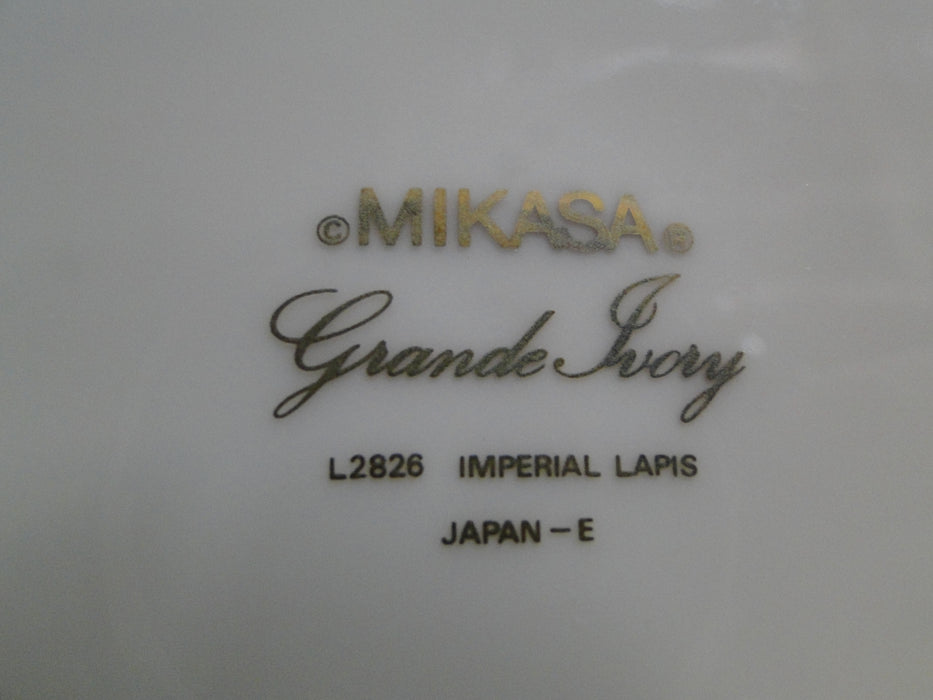 © MIKASA ®
Grande Ivory
L2826 IMPERIAL LAPIS
JAPAN – E